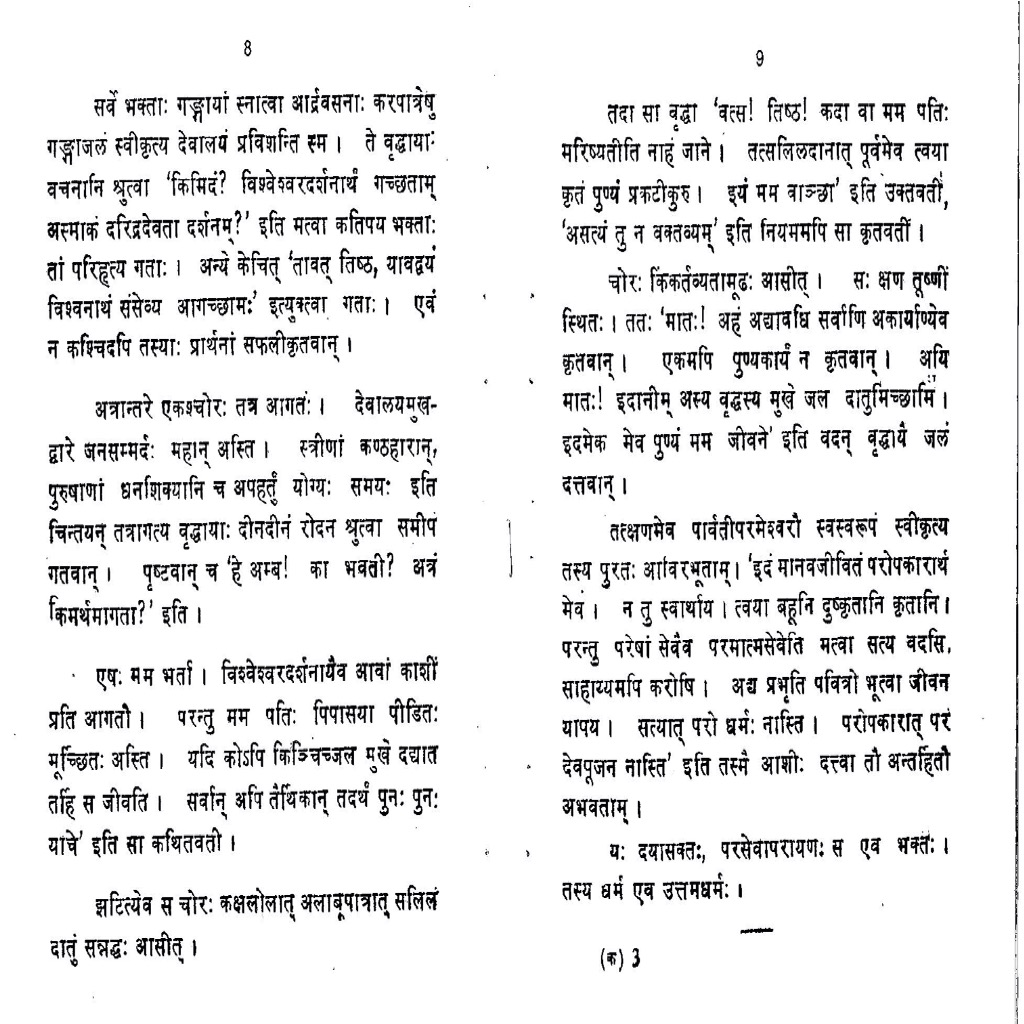 8
सर्वे भक्ताः गङ्गायां स्नात्वा आर्द्रवसनाः करपात्रेषु
गङ्गाजलं स्वीकृत्य देवालयं प्रविशन्ति स्म । ते वृद्धायाः
वचनानि श्रुत्वा ‘किमिदं? विश्वेश्वरदर्शनार्थं गच्छताम्
अस्माकं दरिद्रदेवता दर्शनम्?’ इति मत्वा कतिपय भक्ताः
तां परिहृत्य गताः । अन्ये केचित् ‘तावत् तिष्ठ, यावद्वयं
विश्वनाथं संसेव्य आगच्छामः’ इत्युक्त्वा गताः । एवं
न कश्चिदपि तस्याः प्रार्थनां सफलीकृतवान् ।
अत्रान्तरे एकश्चोरः तत्र आगतः । देवालयमुख-
द्वारे जनसम्मर्दः महान् अस्ति । स्त्रीणां कण्ठहारान्,
पुरुषाणां धनशिक्यानि च अपहर्तुं योग्यः समयः इति
चिन्तयन् तत्रागत्य वृद्धायाः दीनदीनं रोदन श्रुत्वा समीप
गतवान् । पृष्टवान् च ‘हे अम्ब! का भवती? अत्र
किमर्थमागता?’ इति ।
एषः मम भर्ता । विश्वेश्वरदर्शनायैव आवां काशीं
प्रति आगतौ । परन्तु मम पतिः पिपासया पीडितः
मूर्च्छितः अस्ति । यदि कोऽपि किञ्चिज्जल मुखे दद्यात
तर्हि स जीवति । सर्वान् अपि तैर्थिकान् तदर्थं पुनः पुनः
याचे’ इति सा कथितवती ।
झटित्येव स चोरः कक्षलोलात् अलाबूपात्रात् सलिलं
दातुं सन्नद्धः आसीत् ।
9
तदा सा वृद्धा ‘वत्स! तिष्ठ! कदा वा मम पतिः
मरिष्यतीति नाहं जाने । तत्सलिलदानात् पूर्वमेव त्वया
कृतं पुण्यं प्रकटीकुरु । इयं मम वाञ्छा’ इति उक्तवती,
‘असत्यं तु न वक्तव्यम्’ इति नियममपि सा कृतवती ।
चोरः किंकर्तव्यतामूढः आसीत् । सः क्षण तूष्णीं
स्थितः । ततः ‘मातः! अहं अद्यावधि सर्वाणि अकार्याण्येव
कृतवान् । एकमपि पुण्यकार्यं न कृतवान् । अयि
मातः! इदानीम् अस्य वृद्धस्य मुखे जल दातुमिच्छामि ।
इदमेक मेव पुण्यं मम जीवने’ इति वदन् वृद्धायै जलं
दत्तवान् ।
तत्क्षणमेव पार्वतीपरमेश्वरौ स्वस्वरूपं स्वीकृत्य
तस्य पुरतः आविरभूताम् । ‘इदं मानवजीवितं परोपकारार्थ
मेव । न तु स्वार्थाय । त्वया बहूनि दुष्कृतानि कृतानि ।
परन्तु परेषां सेवैव परमात्मसेवेति मत्वा सत्य वदसि,
साहाय्यमपि करोषि । अद्य प्रभृति पवित्रो भूत्वा जीवन
यापय । सत्यात् परो धर्मः नास्ति । परोपकारात् परं
देवपूजन नास्ति’ इति तस्मै आशीः दत्त्वा तौ अन्तर्हितौ
अभवताम् ।
यः दयासक्तः, परसेवापरायणः स एव भक्तः ।
तस्य धर्म एव उत्तमधर्मः ।
(क) 3